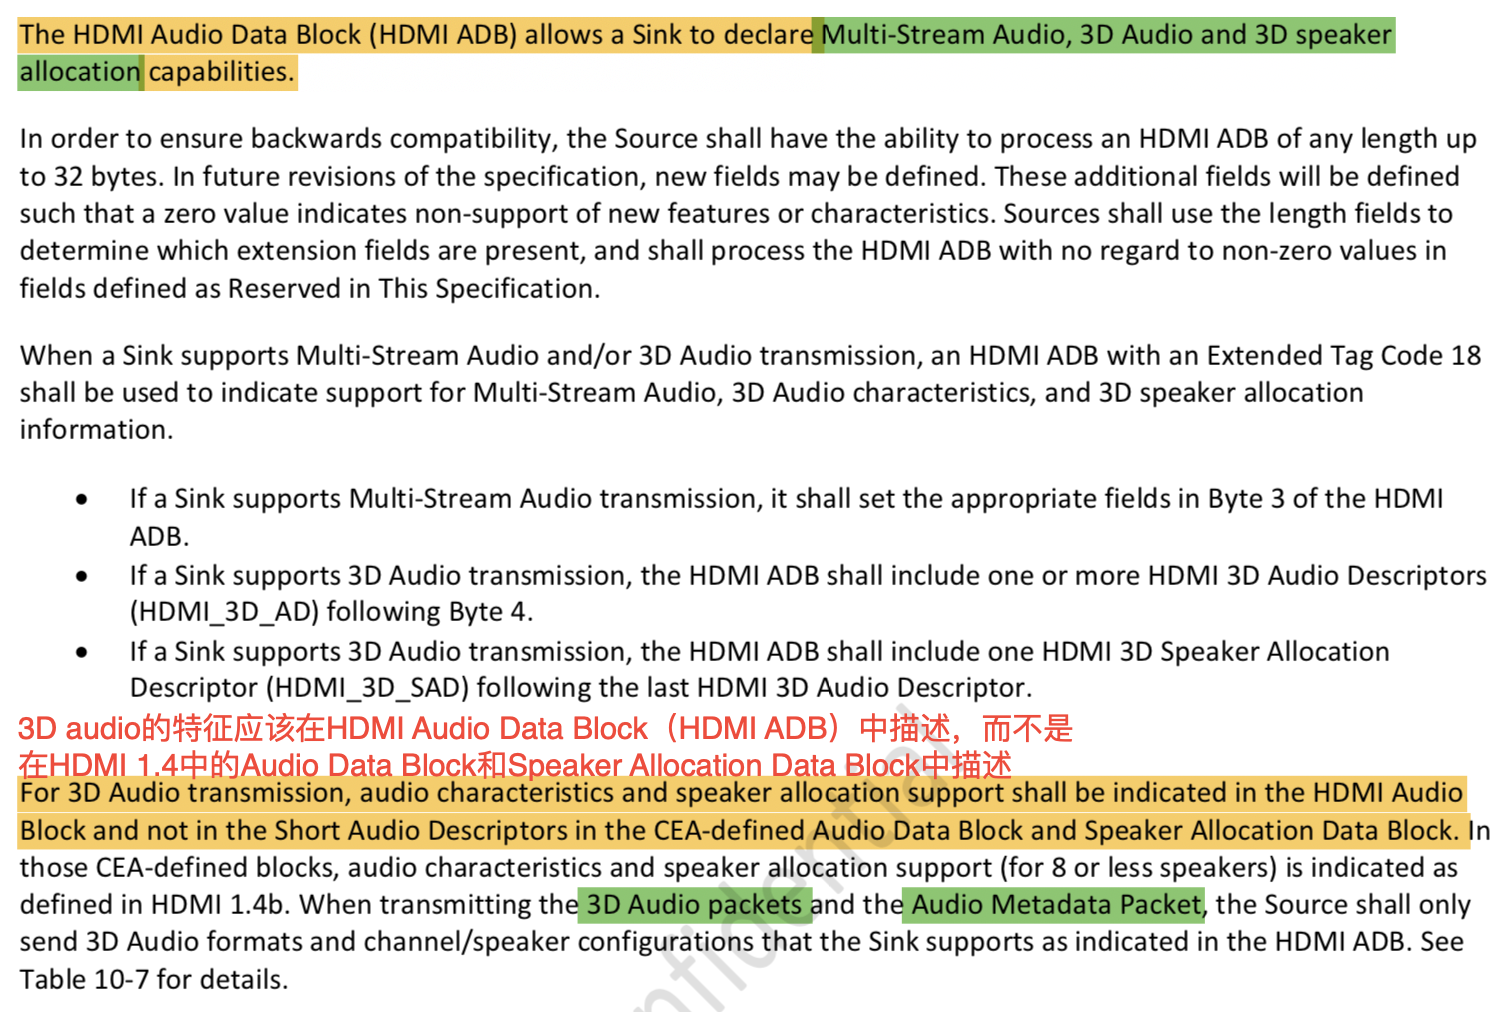 The HDMI Audio Data Block (HDMI ADB) allows a Sink to declare Multi-Stream Audio, 3D Audio and 3D speaker
allocation capabilities.
In order to ensure backwards compatibility, the Source shall have the ability to process an HDMI ADB of any length up
to 32 bytes. In future revisions of the specification, new fields may be defined. These additional fields will be defined
such that a zero value indicates non-support of new features or characteristics. Sources shall use the length fields to
determine which extension fields are present, and shall process the HDMI ADB with no regard to non-zero values in
fields defined as Reserved in This Specification.
When a Sink supports Multi-Stream Audio and/or 3D Audio transmission, an HDMI ADB with an Extended Tag Code 18
shall be used to indicate support for Multi-Stream Audio, 3D Audio characteristics, and 3D speaker allocation
information.
• If a Sink supports Multi-Stream Audio transmission, it shall set the appropriate fields in Byte 3 of the HDMI
ADB.
• If a Sink supports 3D Audio transmission, the HDMI ADB shall include one or more HDMI 3D Audio Descriptors
(HDMI_3D_AD) following Byte 4.
• If a Sink supports 3D Audio transmission, the HDMI ADB shall include one HDMI 3D Speaker Allocation
Descriptor (HDMI_3D_SAD) following the last HDMI 3D Audio Descriptor.
3D audio的特征应该在HDMI Audio Data Block（HDMI ADB）中描述，而不是
在HDMI 1.4中的Audio Data Block和Speaker Allocation Data Block中描述
For 3D Audio transmission, audio characteristics and speaker allocation support shall be indicated in the HDMI Audio
Block and not in the Short Audio Descriptors in the CEA-defined Audio Data Block and Speaker Allocation Data Block. In
those CEA-defined blocks, audio characteristics and speaker allocation support (for 8 or less speakers) is indicated as
defined in HDMI 1.4b. When transmitting the 3D Audio packets and the Audio Metadata Packet, the Source shall only
send 3D Audio formats and channel/speaker configurations that the Sink supports as indicated in the HDMI ADB. See
Table 10-7 for details.